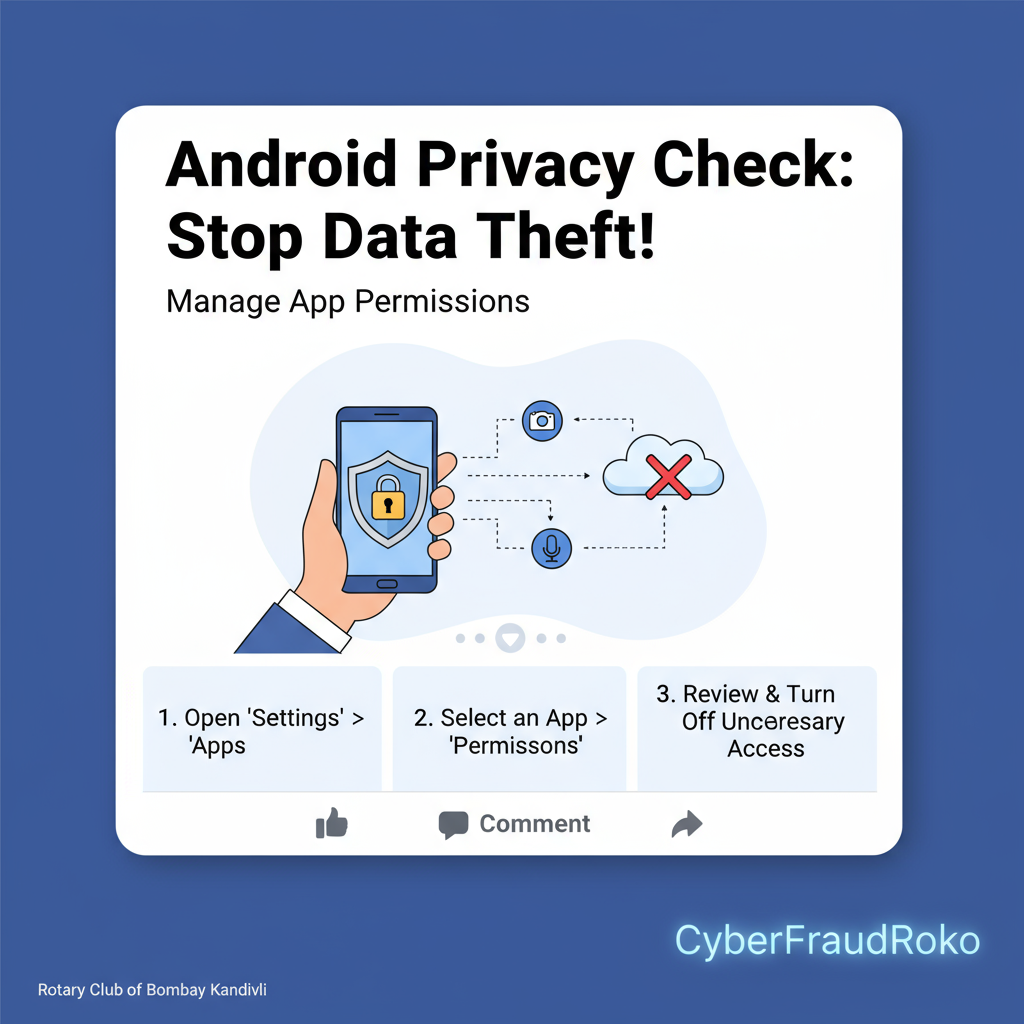 Android Privacy Check:
Stop Data Theft!
Manage App Permissions
1. Open 'Settings' >
'Apps
2. Select an App >
'Permissons'
3. Review & Turn
Off Unceresary
Access
Comment
CyberFraudRoko
Rotary Club of Bombay Kandivli